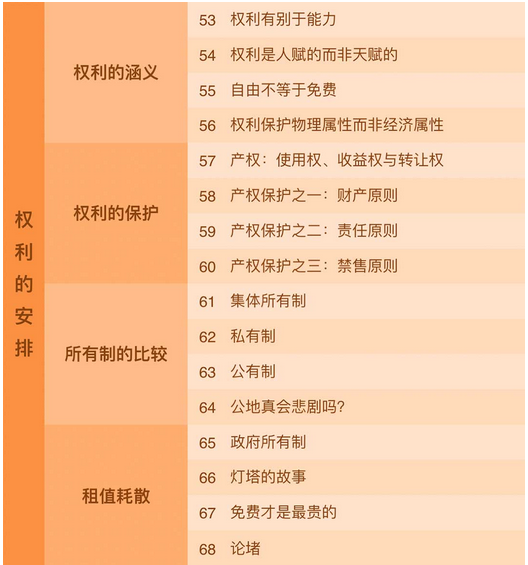 权利的安排
权利的涵义
53 权利有别于能力
54 权利是人赋的而非天赋的
55 自由不等于免费
56 权利保护物理属性而非经济属性
权利的保护
57 产权：使用权、收益权与转让权
58 产权保护之一：财产原则
59 产权保护之二：责任原则
60 产权保护之三：禁售原则
所有制的比较
61 集体所有制
62 私有制
63 公有制
64 公地真会悲剧吗？
租值耗散
65 政府所有制
66 灯塔的故事
67 免费才是最贵的
68 论堵